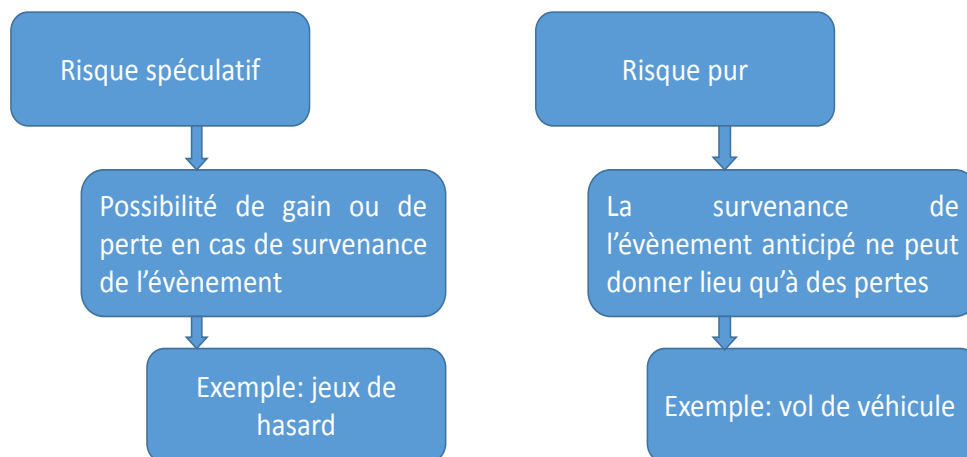 Risque spéculatif
Possibilité de gain ou de
perte en cas de survenance
de l'évènement
Exemple: jeux de
hasard
Risque pur
La survenance de
l'évènement anticipé ne peut
donner lieu qu'à des pertes
Exemple: vol de véhicule